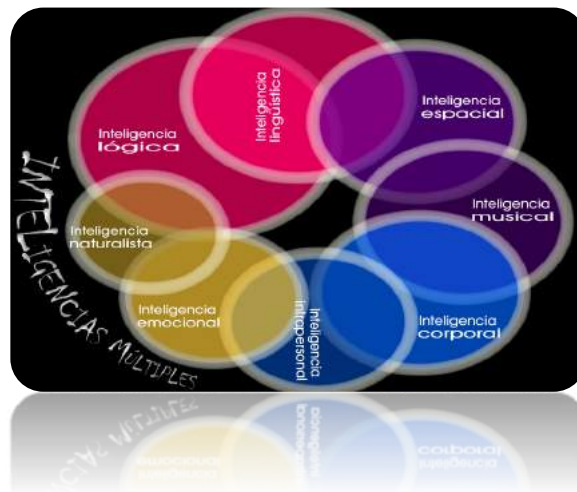 Inteligencia
lingüística
Inteligencia
espacial
Inteligencia
lógica
Inteligencia
musical
Inteligencia
naturalista
Inteligencia
emocional
Inteligencia
intrapersonal
Inteligencia
corporal
INTELIGENCIAS MÚLTIPLES